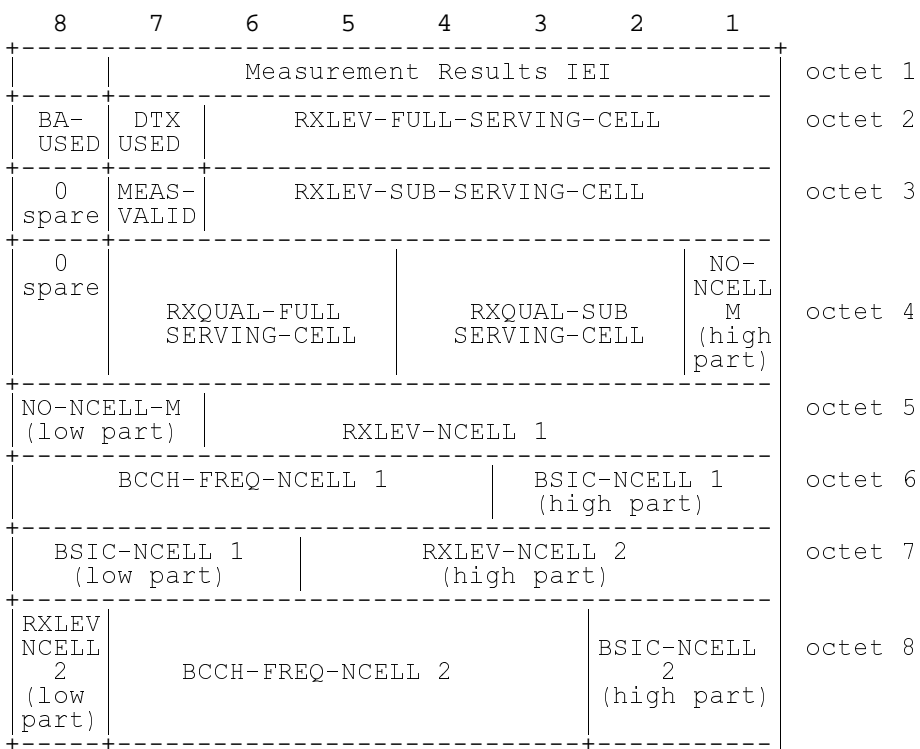 8 7 6 5 4 3 2 1
Measurement Results IEI octet 1
BA- DTX RXLEV-FULL-SERVING-CELL octet 2
USED USED
0 MEAS- RXLEV-SUB-SERVING-CELL octet 3
spare VALID
0 NO-
spare NCELL
RXQUAL-FULL RXQUAL-SUB M octet 4
SERVING-CELL SERVING-CELL (high
part)
NO-NCELL-M octet 5
(low part) RXLEV-NCELL 1
BCCH-FREQ-NCELL 1 BSIC-NCELL 1 octet 6
(high part)
BSIC-NCELL 1 RXLEV-NCELL 2 octet 7
(low part) (high part)
RXLEV
NCELL BSIC-NCELL octet 8
2 BCCH-FREQ-NCELL 2 2
(low (high part)
part)